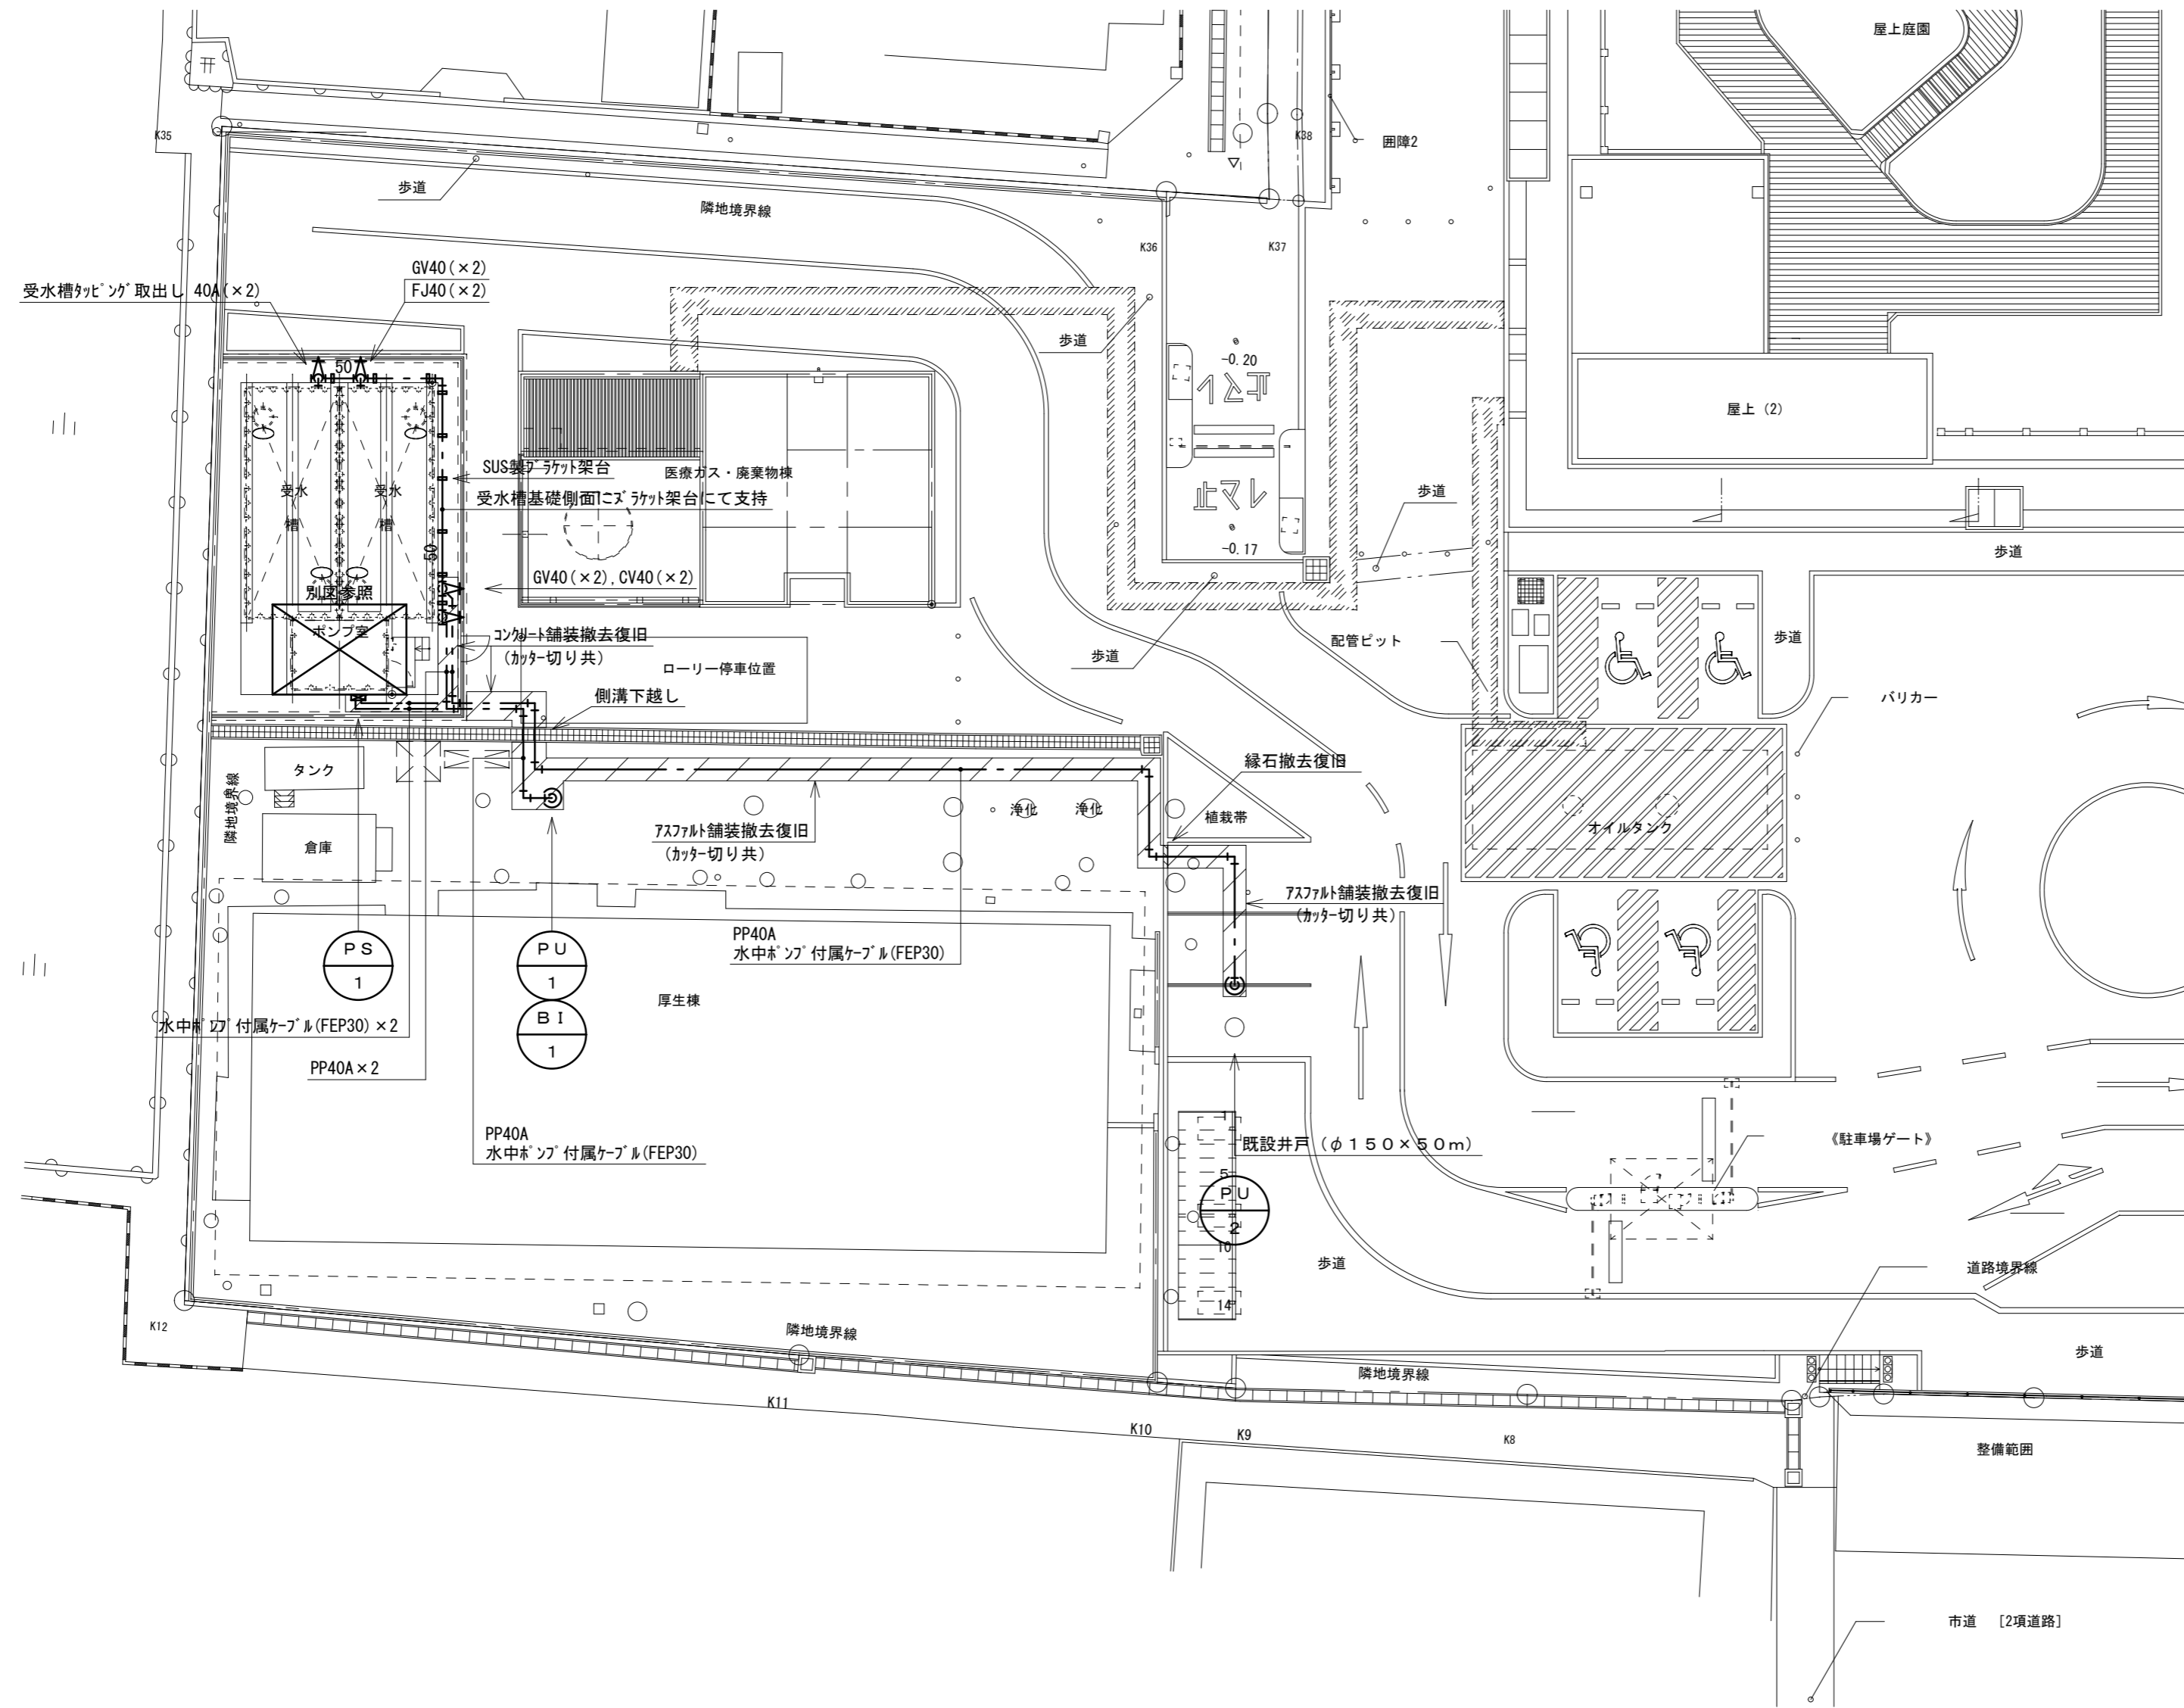 屋上庭園
K35
K38
囲障2
歩道
隣地境界線
K36
K37
GV40(×2)
FJ40(×2)
受水槽ﾀｯﾋﾟﾝｸﾞ取出し 40A(×2)
歩道
-0.20
止マレ
50
屋上（2）
SUS製ﾌﾞﾗｹｯﾄ架台
医療ガス・廃棄物棟
受水槽基礎側面にﾌﾞﾗｹｯﾄ架台にて支持
受水
槽
受水
槽
止マレ
歩道
50
-0.17
歩道
GV40(×2),CV40(×2)
別図参照
ポンプ室
ｺﾝｸﾘｰﾄ舗装撤去復旧
(ｶｯﾀｰ切り共)
ローリー停車位置
歩道
配管ピット
歩道
側溝下越し
バリカー
縁石撤去復旧
タンク
隣地境界線
浄化
浄化
植栽帯
オイルタンク
アスファルト舗装撤去復旧
(ｶｯﾀｰ切り共)
倉庫
ｱｽﾌｧﾙﾄ舗装撤去復旧
(ｶｯﾀｰ切り共)
PP40A
水中ﾎﾟﾝﾌﾟ付属ｹｰﾌﾞﾙ(FEP30)
PS
1
PU
1
BI
1
厚生棟
水中ﾎﾟﾝﾌﾟ付属ｹｰﾌﾞﾙ(FEP30)×2
PP40A×2
PP40A
水中ﾎﾟﾝﾌﾟ付属ｹｰﾌﾞﾙ(FEP30)
1
既設井戸（φ１５０×５０ｍ）
《駐車場ゲート》
5
PU
2
10
14
歩道
道路境界線
K12
隣地境界線
隣地境界線
歩道
K11
K10
K9
K8
整備範囲
市道　[2項道路]